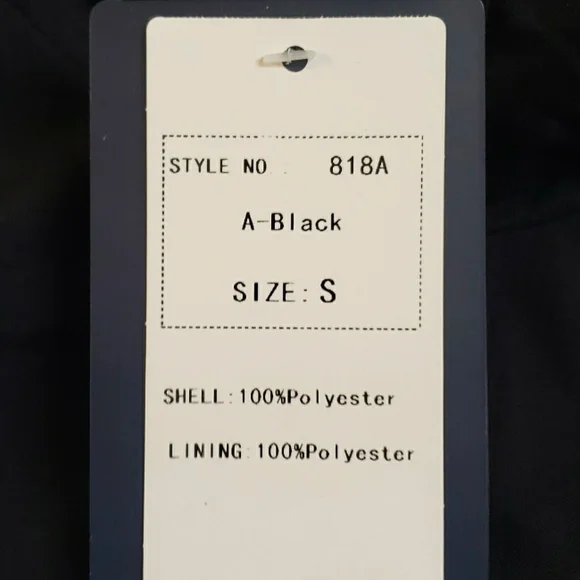 STYLE NO : 818A
A-Black
SIZE: S
SHELL:100%Polyester
LINING:100%Polyester